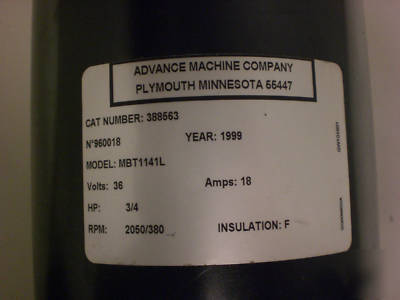 ADVANCE MACHINE COMPANY
PLYMOUTH MINNESOTA 55447
CAT NUMBER: 388563
N°960018 YEAR: 1999
MODEL: MBT1141L
Volts: 36 Amps: 18
HP: 3/4
RPM: 2050/380 INSULATION: F